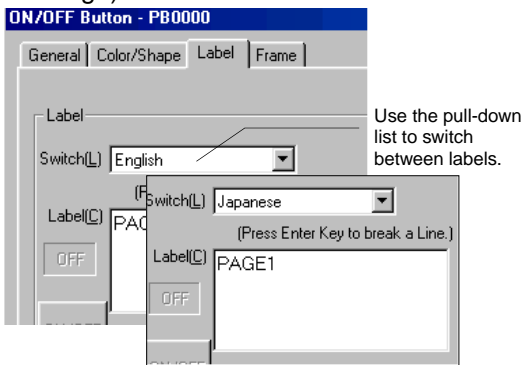 ON/OFF Button - PB0000
General Color/Shape Label Frame
Label
Use the pull-down
list to switch
between labels.
Switch(L) English
Label(C)
OFF
Switch(L) Japanese
(Press Enter Key to break a Line.)
Label(C) PAGE1
OFF